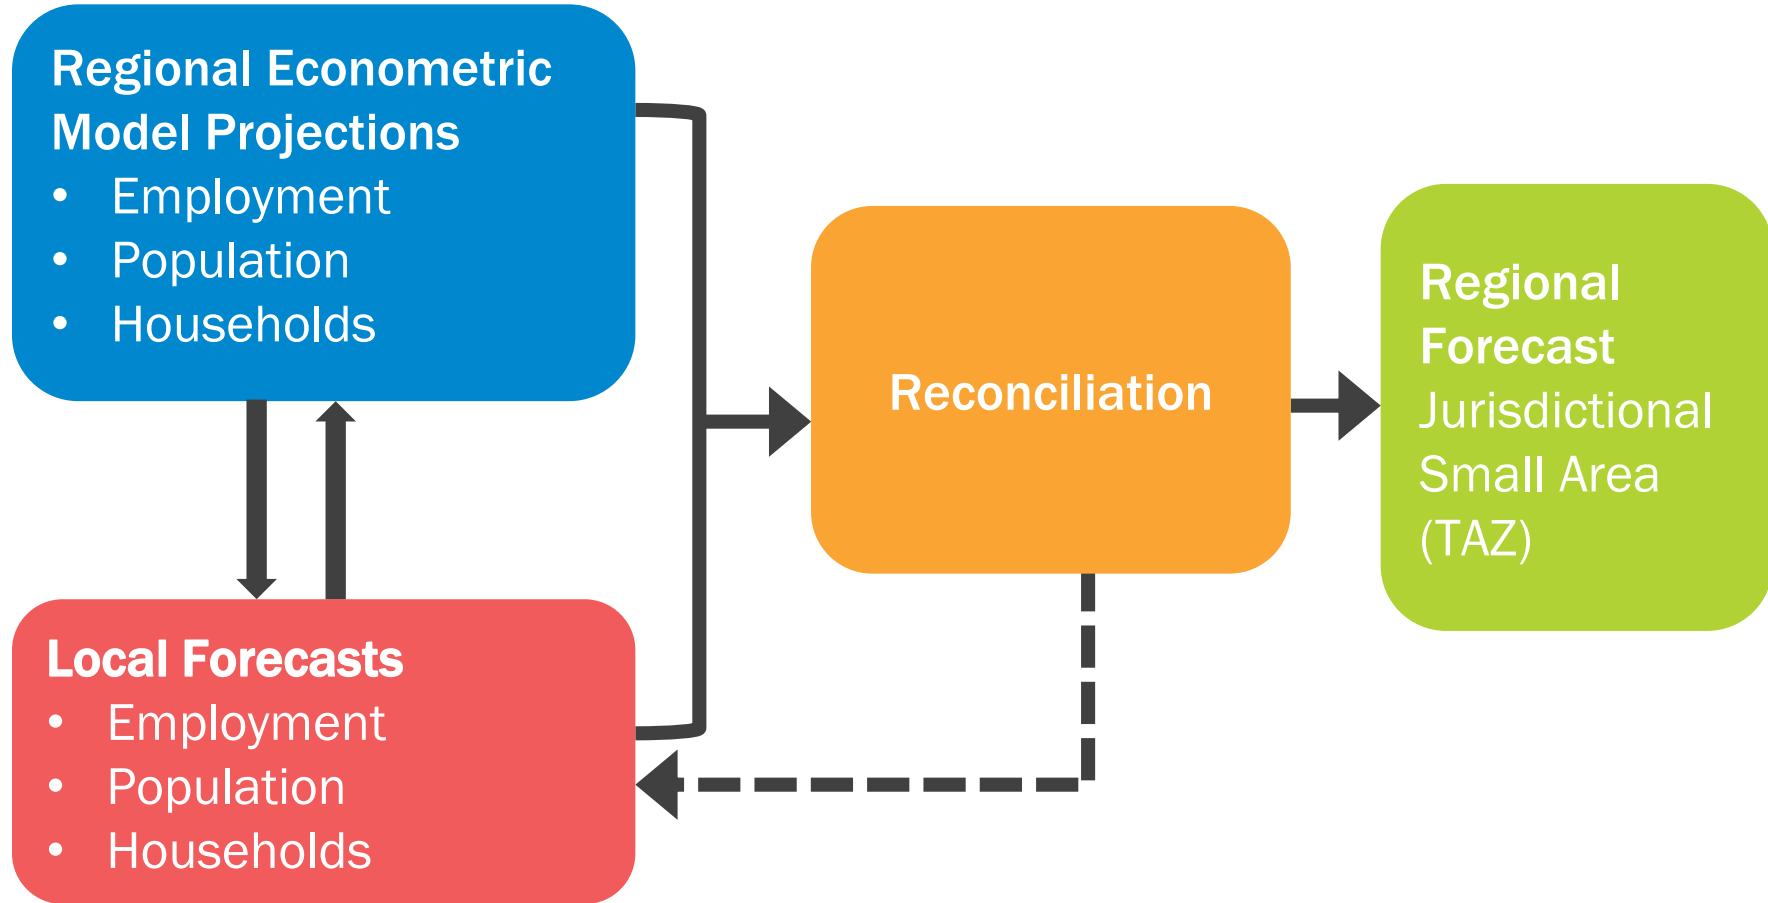 Regional Econometric
Model Projections
• Employment
• Population
• Households
Local Forecasts
• Employment
• Population
• Households
Reconciliation
Regional
Forecast
Jurisdictional
Small Area
(TAZ)